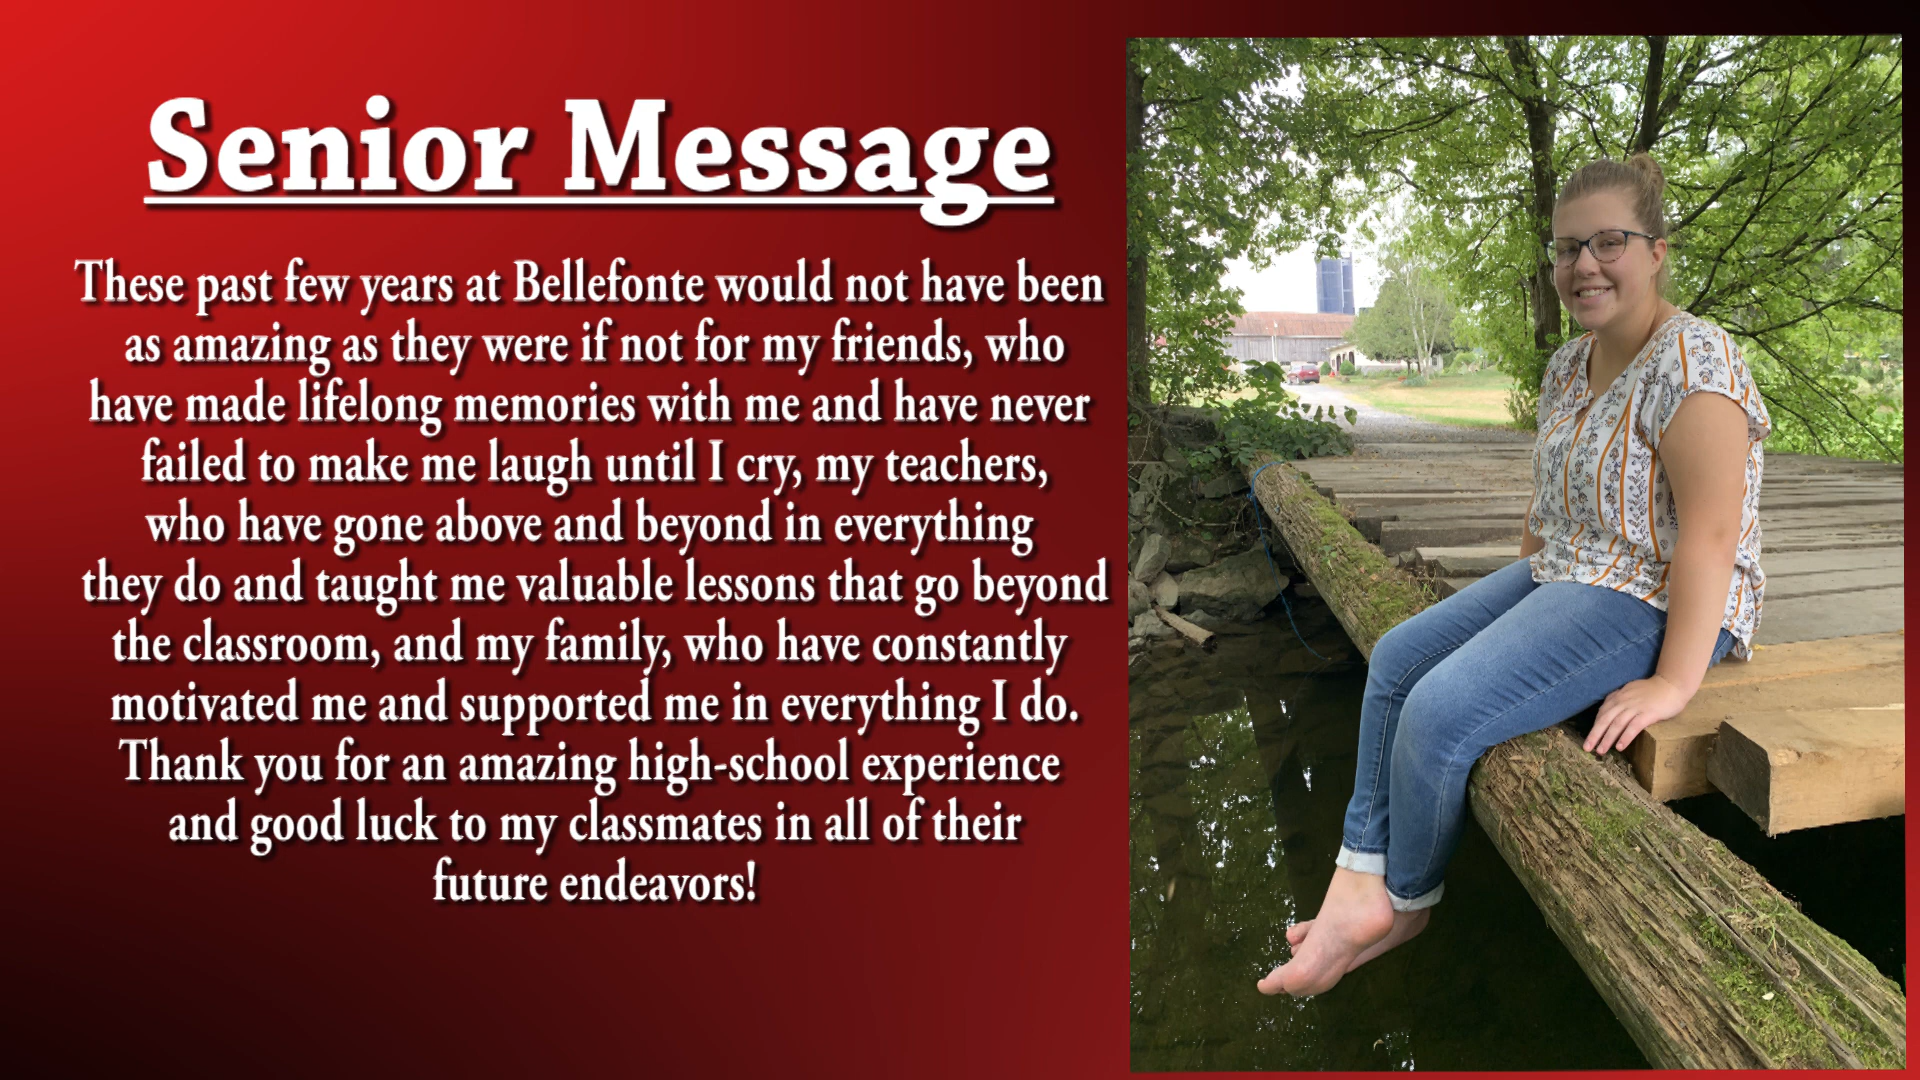 Senior Message
These past few years at Bellefonte would not have been
as amazing as they were if not for my friends, who
have made lifelong memories with me and have never
failed to make me laugh until I cry, my teachers,
who have gone above and beyond in everything
they do and taught me valuable lessons that go beyond
the classroom, and my family, who have constantly
motivated me and supported me in everything I do.
Thank you for an amazing high-school experience
and good luck to my classmates in all of their
future endeavors!